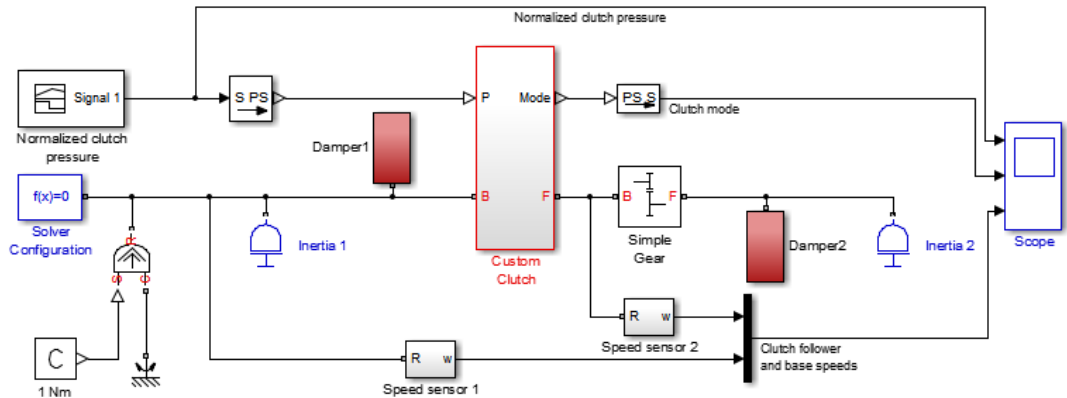 Normalized clutch pressure
Signal 1
S PS
P
Mode
PS S
Clutch mode
Normalized clutch
pressure
Damper1
f(x)=0
B
F
B
F
Solver
Configuration
Inertia 1
Custom
Clutch
Simple
Gear
Damper2
Inertia 2
Scope
R
S
C
C
1 Nm
R w
Speed sensor 2
R w
Speed sensor 1
Clutch follower
and base speeds